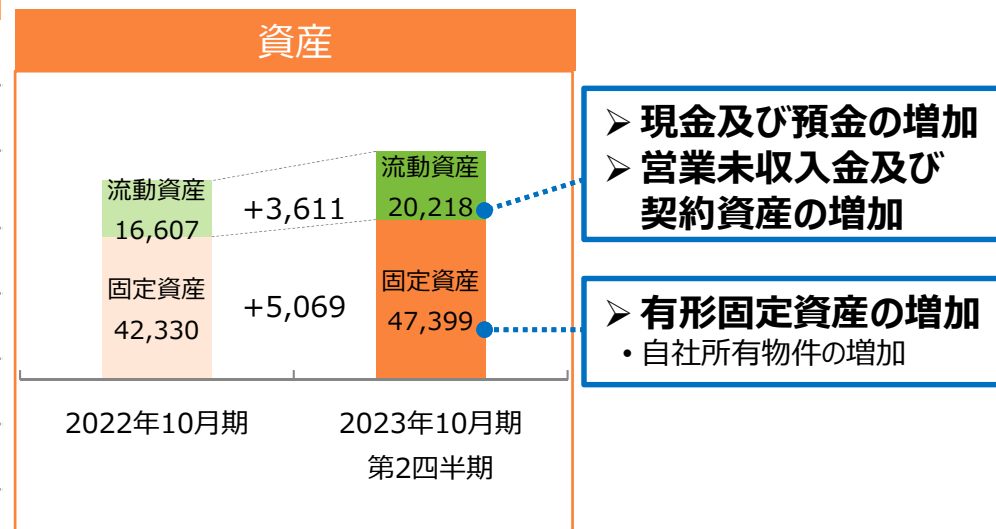 資産
流動資産
16,607
+3,611
流動資産
20,218
固定資産
42,330
+5,069
固定資産
47,399
2022年10月期
2023年10月期
第2四半期
➢ 現金及び預金の増加
➢ 営業未収入金及び
契約資産の増加
➢ 有形固定資産の増加
・自社所有物件の増加